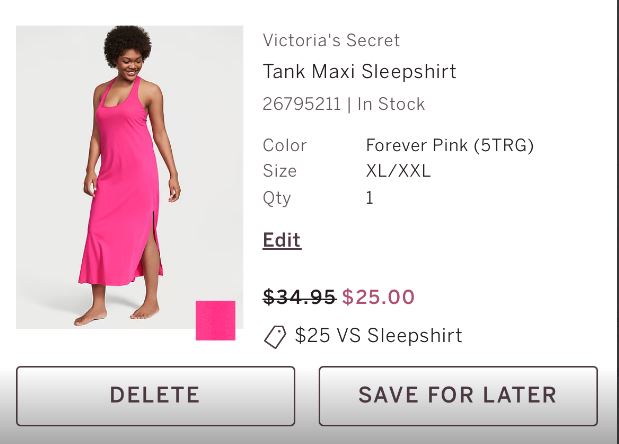 Victoria's Secret
Tank Maxi Sleepshirt
26795211 | In Stock
Color Forever Pink (5TRG)
Size XL/XXL
Qty 1
Edit
$34.95 $25.00
$25 VS Sleepshirt
DELETE SAVE FOR LATER